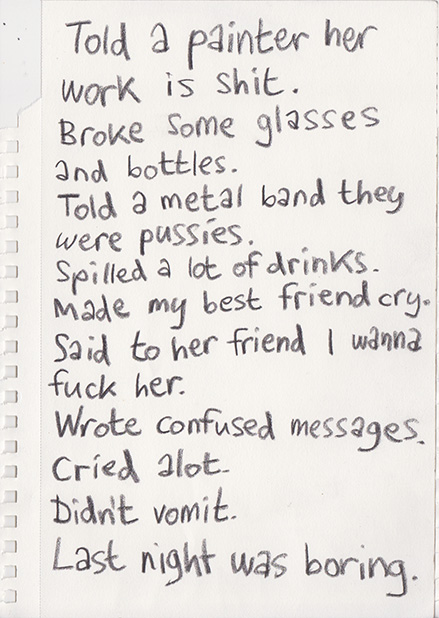 Told a painter her
work is shit.
Broke some glasses
and bottles.
Told a metal band they
were pussies.
Spilled a lot of drinks.
Made my best friend cry.
Said to her friend I wanna
fuck her.
Wrote confused messages.
Cried alot.
Didn't vomit.
Last night was boring.